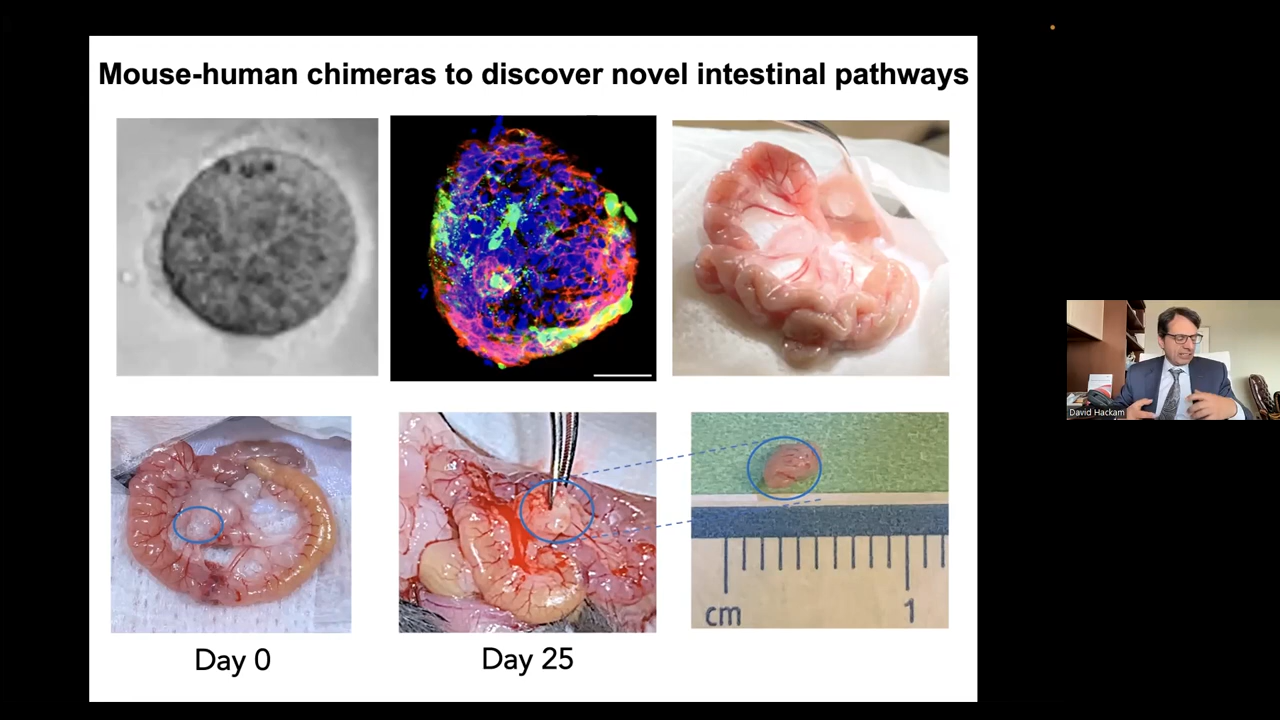 Mouse-human chimeras to discover novel intestinal pathways
David Hackam
cm
1
Day 0
Day 25